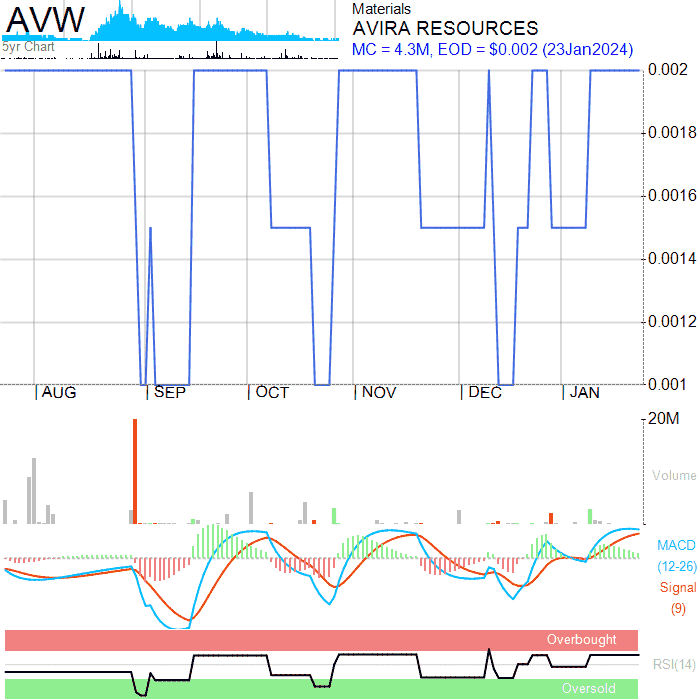 AVW
5yr Chart
Materials
AVIRA RESOURCES
MC = 4.3M, EOD = $0.002 (23Jan2024)
0.002
0.0018
0.0016
0.0014
0.0012
0.001
AUG SEP OCT NOV DEC JAN
20M
Volume
MACD
(12-26)
Signal
(9)
Overbought
RSI(14)
Oversold